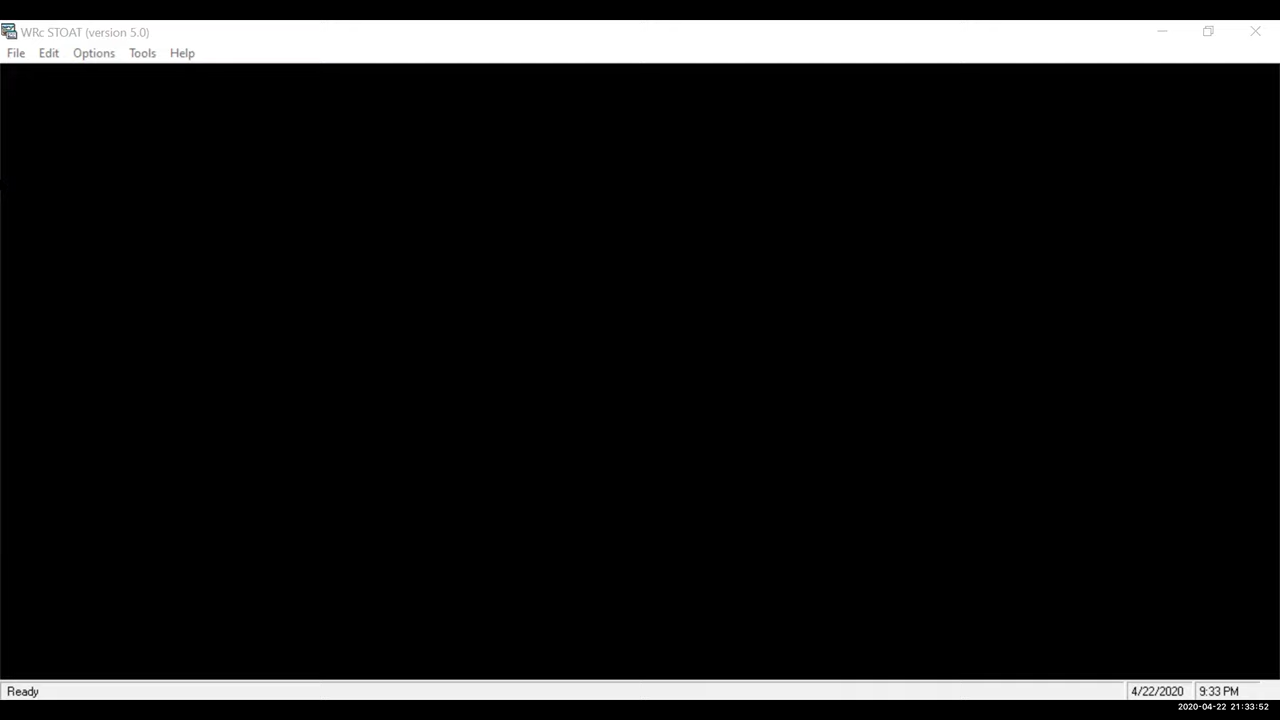 WRc STOAT (version 5.0)
File Edit Options Tools Help
Ready 4/22/2020 9:33 PM
2020-04-22 21:33:52